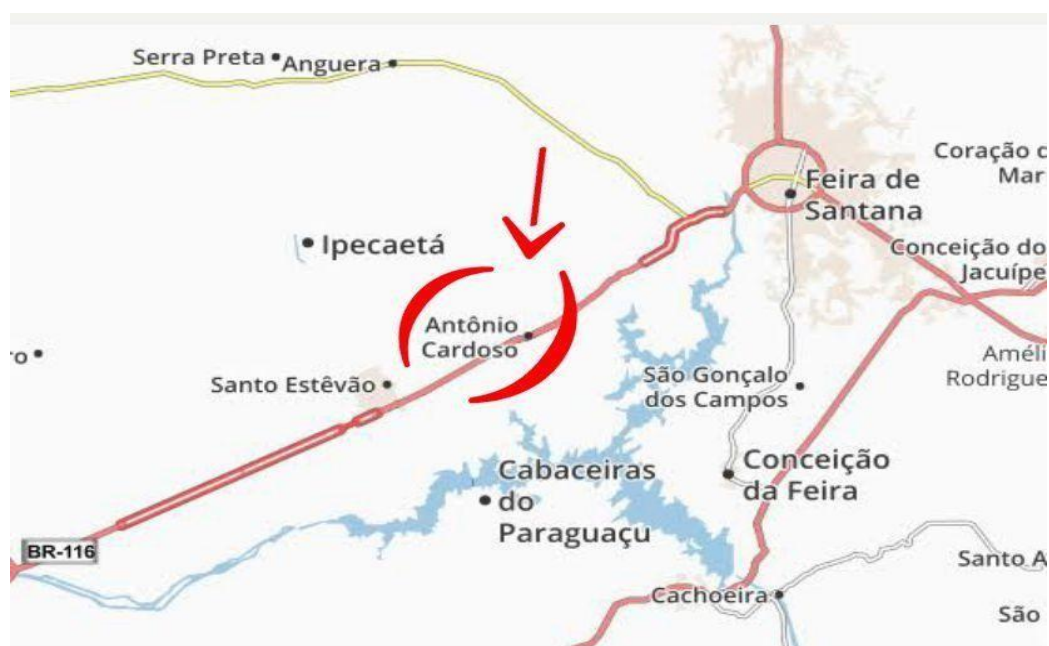 Serra Preta
Anguera
Coração d
Mar
Feira de
Santana
Ipecaetá
Conceição do
Jacuípe
Antônio
Cardoso
o
Améli
Rodrigue
São Gonçalo
dos Campos
Santo Estêvão
Cabaceiras
do
Paraguaçu
Conceição
da Feira
BR-116
Santo A
Cachoeira
São